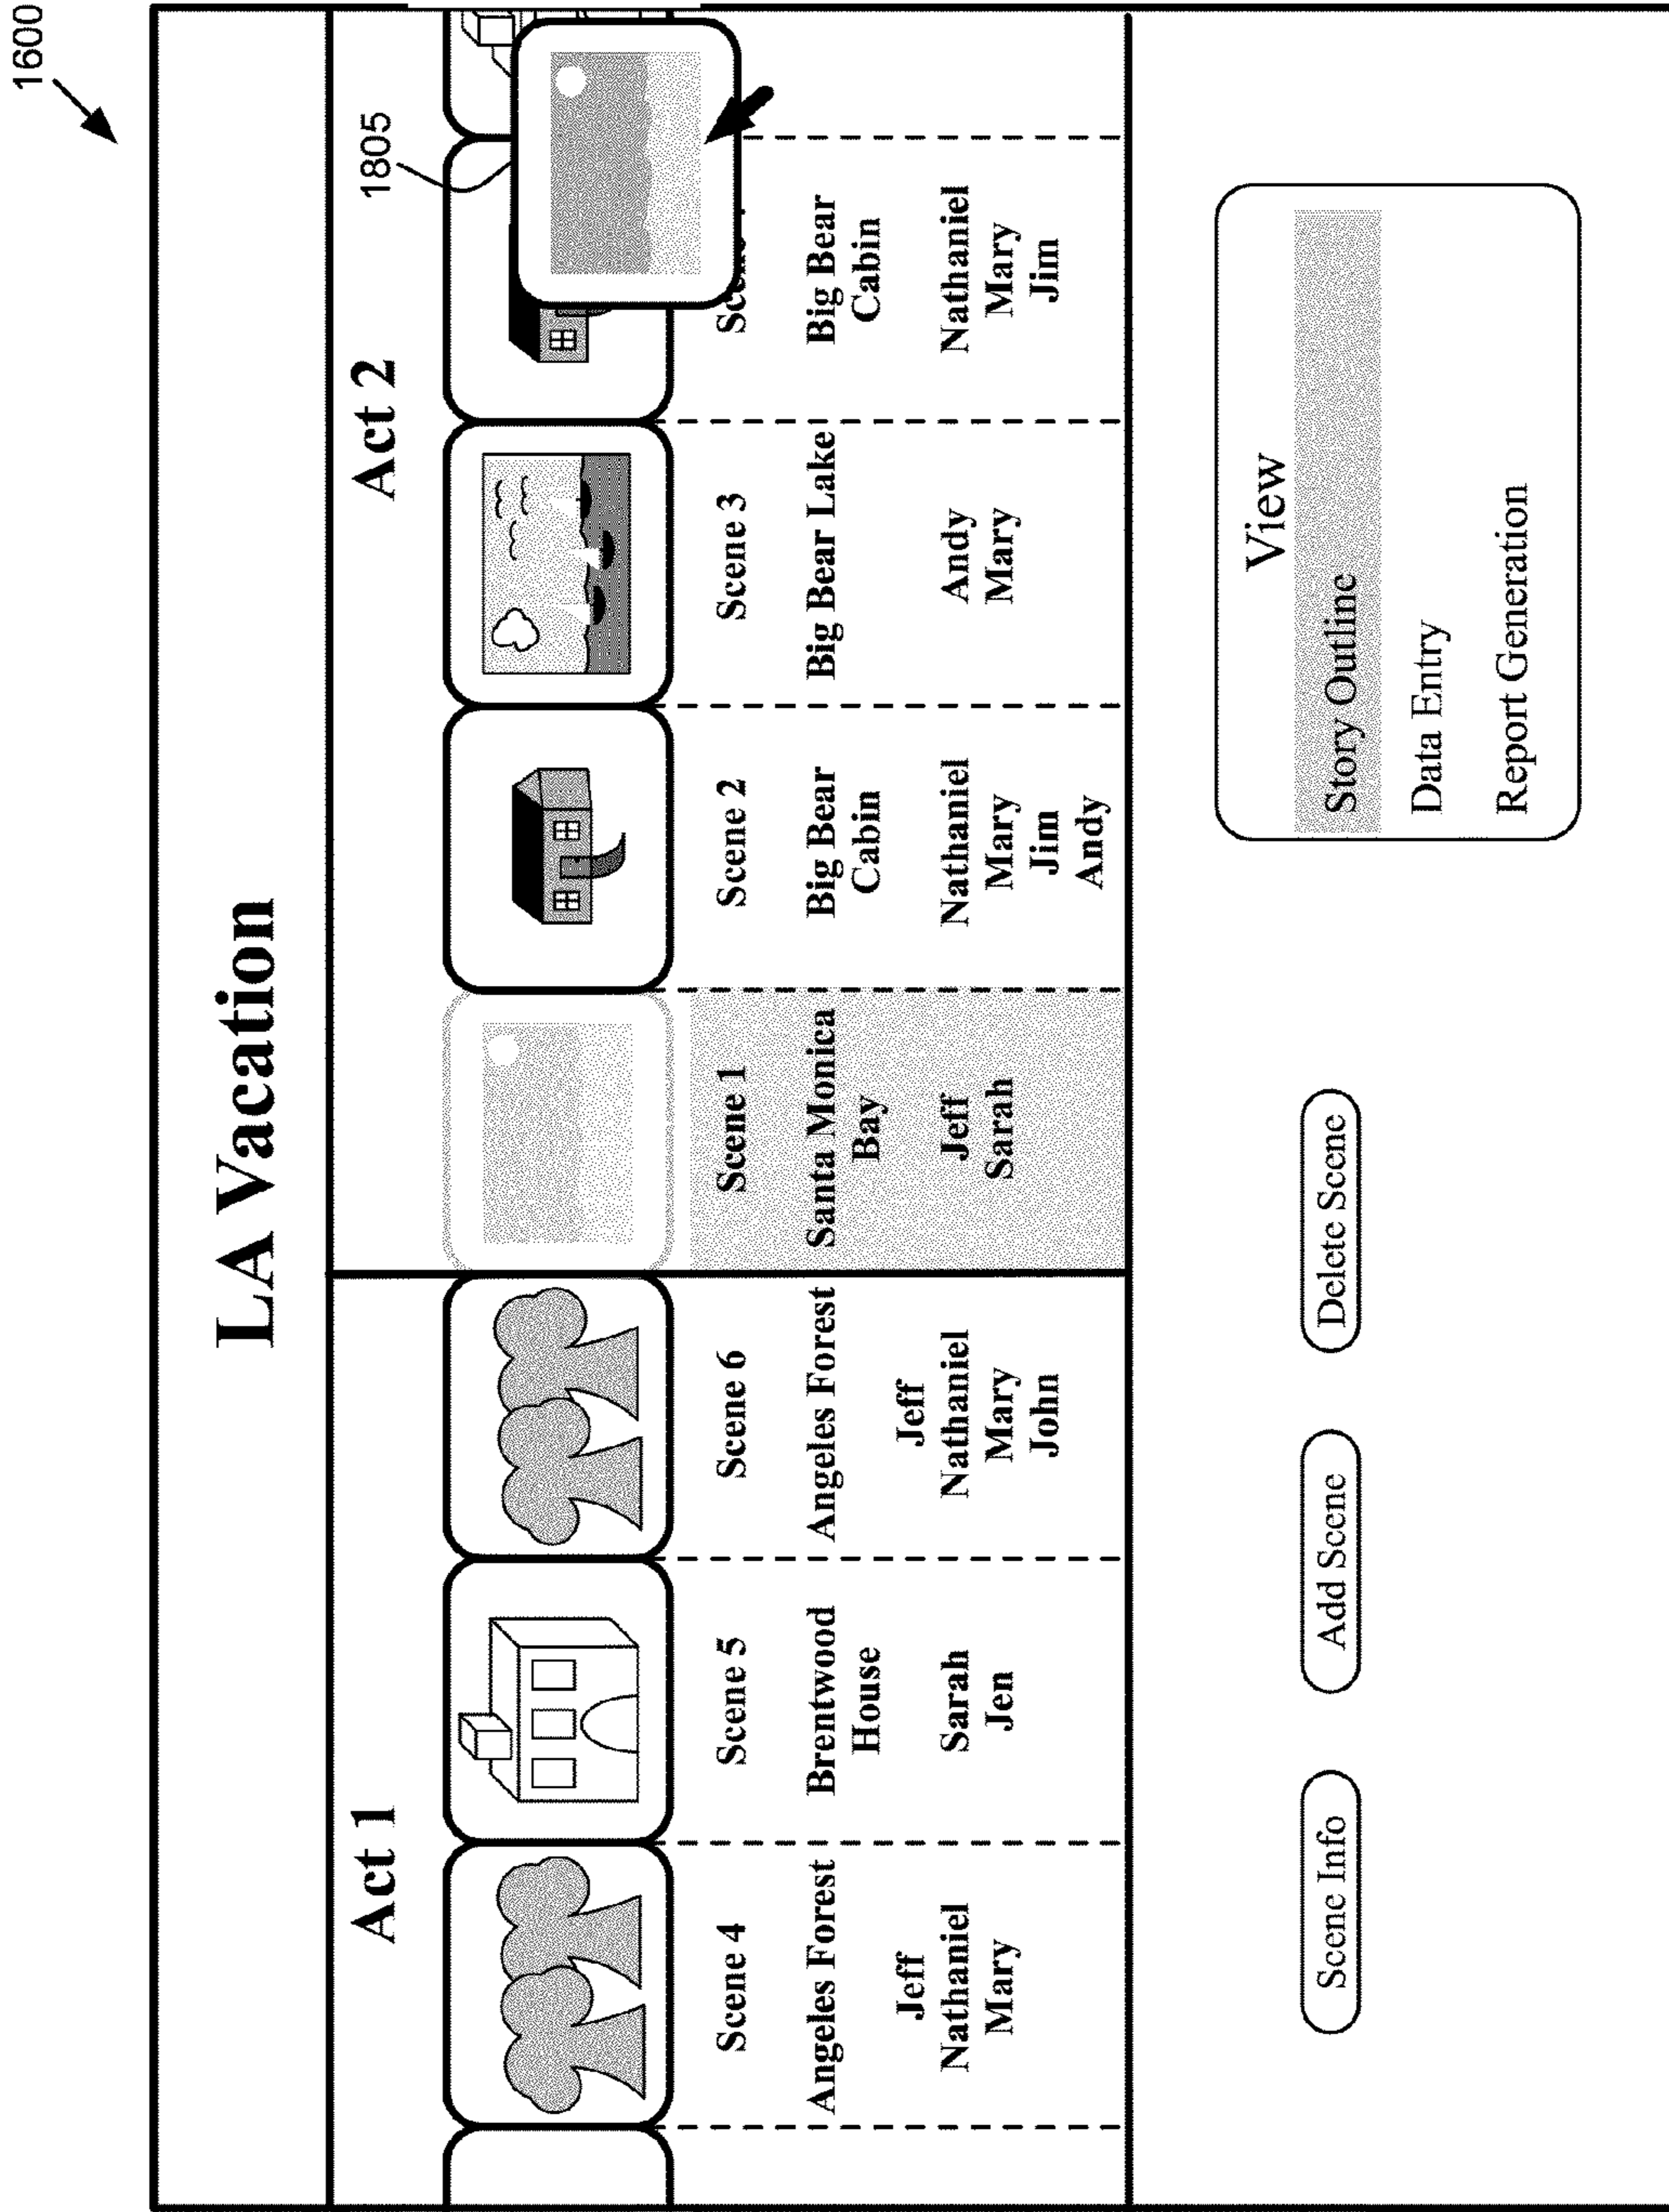 1600
LA Vacation
Act 1
Act 2
1805
Scene 4
Angeles Forest
Jeff
Nathaniel
Mary
Scene 5
Brentwood
House
Sarah
Jen
Scene 6
Angeles Forest
Jeff
Nathaniel
Mary
John
Scene 1
Santa Monica
Bay
Jeff
Sarah
Scene 2
Big Bear
Cabin
Nathaniel
Mary
Jim
Andy
Scene 3
Big Bear Lake
Andy
Mary
Big Bear
Cabin
Nathaniel
Mary
Jim
Scene Info
Add Scene
Delete Scene
View
Story Outline
Data Entry
Report Generation